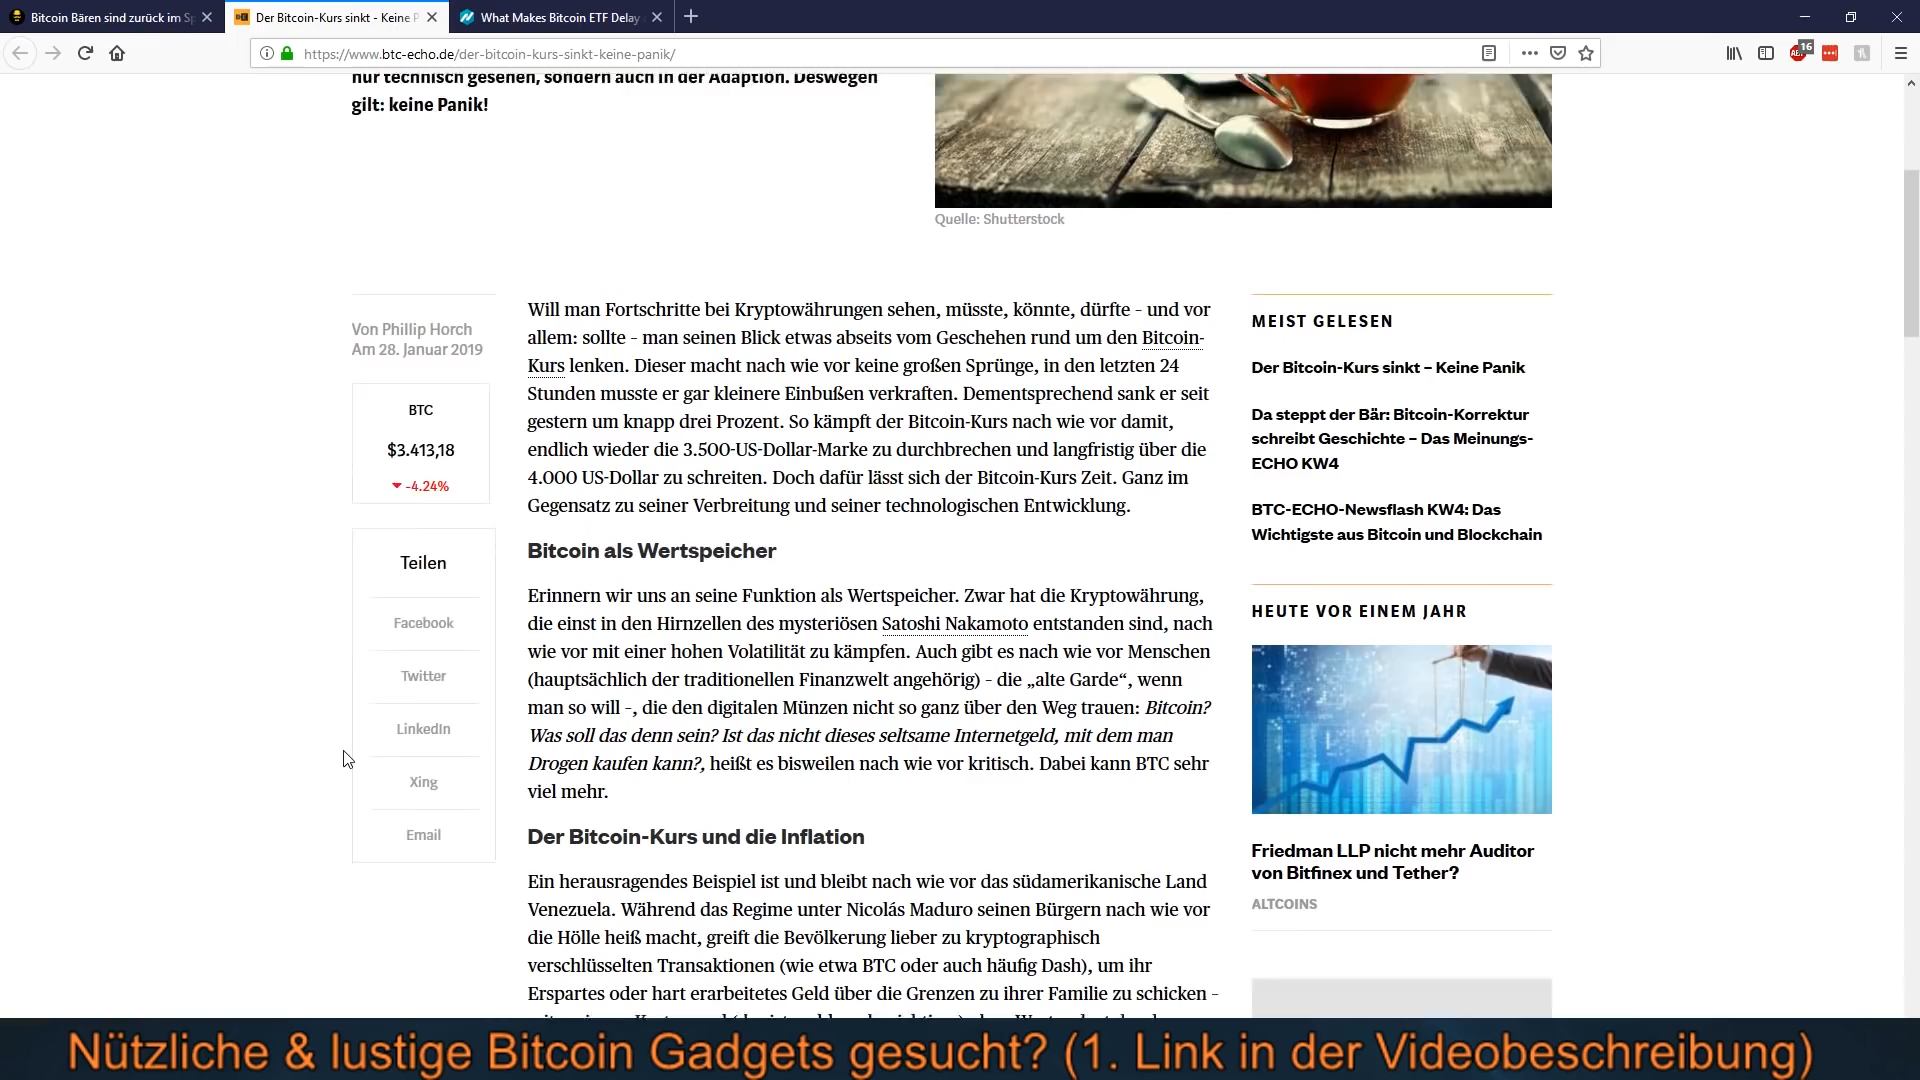 Bitcoin Bären sind zurück im Sp
Der Bitcoin-Kurs sinkt - Keine P
What Makes Bitcoin ETF Delay
https://www.btc-echo.de/der-bitcoin-kurs-sinkt-keine-panik/
16
ABP
nur technisch gesehen, sondern auch in der Adaption. Deswegen
gilt: keine Panik!
Quelle: Shutterstock
Von Phillip Horch
Am 28. Januar 2019
BTC
$3.413,18
-4.24%
Teilen
Facebook
Twitter
LinkedIn
Xing
Email
Will man Fortschritte bei Kryptowährungen sehen, müsste, könnte, dürfte – und vor
allem: sollte – man seinen Blick etwas abseits vom Geschehen rund um den Bitcoin-
Kurs lenken. Dieser macht nach wie vor keine großen Sprünge, in den letzten 24
Stunden musste er gar kleinere Einbußen verkraften. Dementsprechend sank er seit
gestern um knapp drei Prozent. So kämpft der Bitcoin-Kurs nach wie vor damit,
endlich wieder die 3.500-US-Dollar-Marke zu durchbrechen und langfristig über die
4.000 US-Dollar zu schreiten. Doch dafür lässt sich der Bitcoin-Kurs Zeit. Ganz im
Gegensatz zu seiner Verbreitung und seiner technologischen Entwicklung.
Bitcoin als Wertspeicher
Erinnern wir uns an seine Funktion als Wertspeicher. Zwar hat die Kryptowährung,
die einst in den Hirnzellen des mysteriösen Satoshi Nakamoto entstanden sind, nach
wie vor mit einer hohen Volatilität zu kämpfen. Auch gibt es nach wie vor Menschen
(hauptsächlich der traditionellen Finanzwelt angehörig) – die „alte Garde“, wenn
man so will –, die den digitalen Münzen nicht so ganz über den Weg trauen: Bitcoin?
Was soll das denn sein? Ist das nicht dieses seltsame Internetgeld, mit dem man
Drogen kaufen kann?, heißt es bisweilen nach wie vor kritisch. Dabei kann BTC sehr
viel mehr.
Der Bitcoin-Kurs und die Inflation
Ein herausragendes Beispiel ist und bleibt nach wie vor das südamerikanische Land
Venezuela. Während das Regime unter Nicolás Maduro seinen Bürgern nach wie vor
die Hölle heiß macht, greift die Bevölkerung lieber zu kryptographisch
verschlüsselten Transaktionen (wie etwa BTC oder auch häufig Dash), um ihr
Erspartes oder hart erarbeitetes Geld über die Grenzen zu ihrer Familie zu schicken –
MEIST GELESEN
Der Bitcoin-Kurs sinkt – Keine Panik
Da steppt der Bär: Bitcoin-Korrektur
schreibt Geschichte – Das Meinungs-
ECHO KW4
BTC-ECHO-Newsflash KW4: Das
Wichtigste aus Bitcoin und Blockchain
HEUTE VOR EINEM JAHR
Friedman LLP nicht mehr Auditor
von Bitfinex und Tether?
ALTCOINS
Nützliche & lustige Bitcoin Gadgets gesucht? (1. Link in der Videobeschreibung)